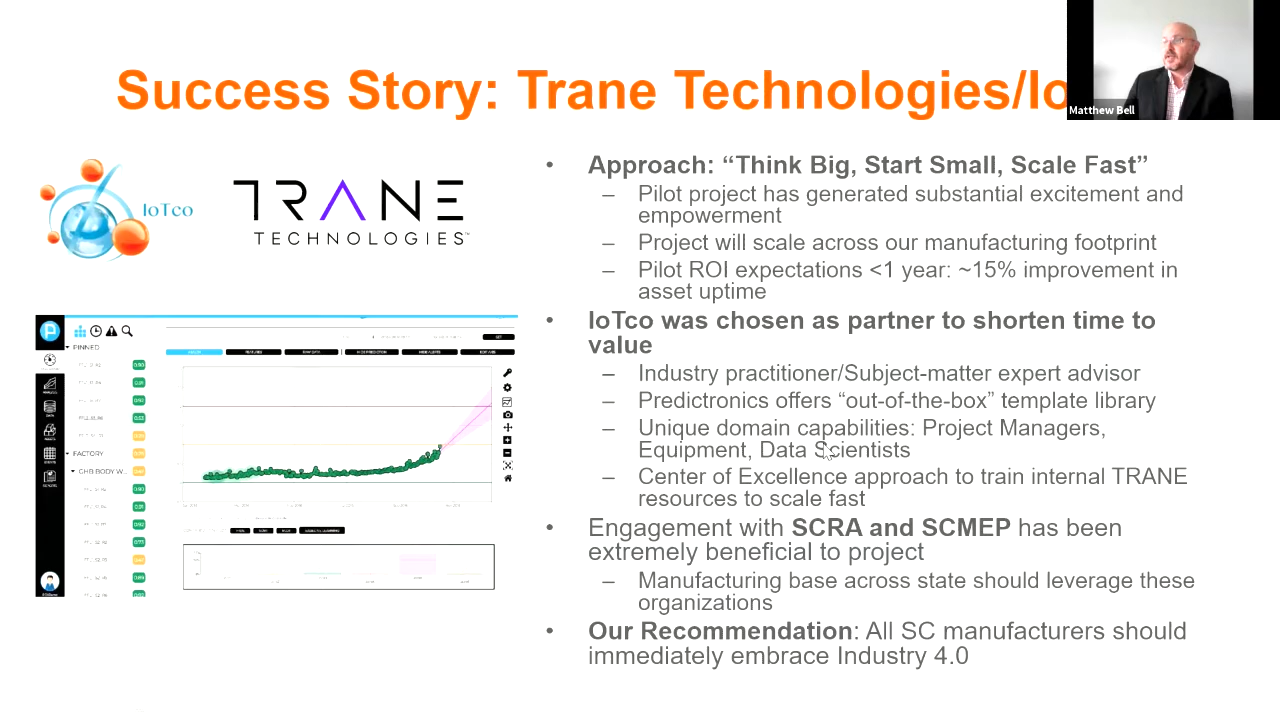 Success Story: Trane Technologies/Io
Matthew Bell
IoTco
TRANE
TECHNOLOGIES™
• Approach: “Think Big, Start Small, Scale Fast”
– Pilot project has generated substantial excitement and
empowerment
– Project will scale across our manufacturing footprint
– Pilot ROI expectations <1 year: ~15% improvement in
asset uptime
• IoTco was chosen as partner to shorten time to
value
– Industry practitioner/Subject-matter expert advisor
– Predictronics offers “out-of-the-box” template library
– Unique domain capabilities: Project Managers,
Equipment, Data Scientists
– Center of Excellence approach to train internal TRANE
resources to scale fast
• Engagement with SCRA and SCMEP has been
extremely beneficial to project
– Manufacturing base across state should leverage these
organizations
• Our Recommendation: All SC manufacturers should
immediately embrace Industry 4.0
PINNED
FACTORY